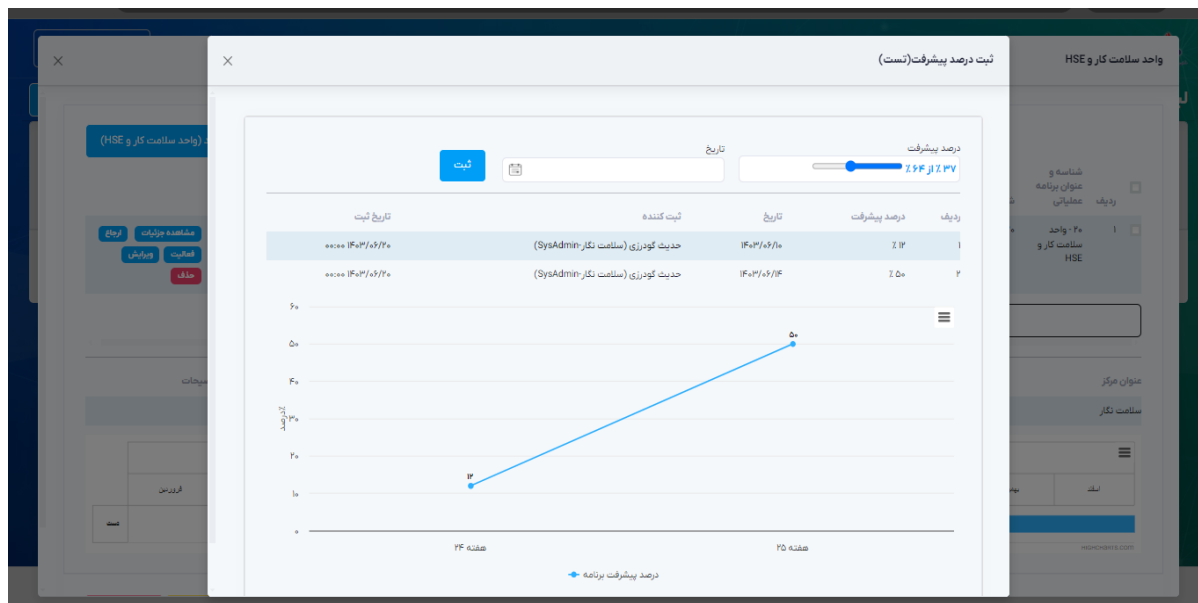 ثبت درصد پیشرفت(تست)
واحد سلامت کار و HSE
درصد پیشرفت
تاریخ
۳۷ ٪ از ۶۴ ٪
ثبت
ردیف درصد پیشرفت تاریخ ثبت کننده تاریخ ثبت
۱ ۱۲ ٪ ۱۴۰۳/۰۶/۱۰ حدیث گودرزی (سلامت نگار-SysAdmin) ۱۴۰۳/۰۶/۲۰ ۰۰:۰۰
۲ ۵۰ ٪ ۱۴۰۳/۰۶/۱۴ حدیث گودرزی (سلامت نگار-SysAdmin) ۱۴۰۳/۰۶/۲۰ ۰۰:۰۰
۶۰
۵۰
۴۰
۳۰
۲۰
۱۰
۰
٪درصد
۱۲
۵۰
هفته ۲۴
هفته ۲۵
درصد پیشرفت برنامه
شناسه و
عنوان برنامه
ردیف عملیاتی
۱ ۲۰ - واحد
سلامت کار و
HSE
عنوان مرکز
سلامت نگار
اسفند
(واحد سلامت کار و HSE)
مشاهده جزئیات ارجاع
فعالیت ویرایش
حذف
فروردین
تست